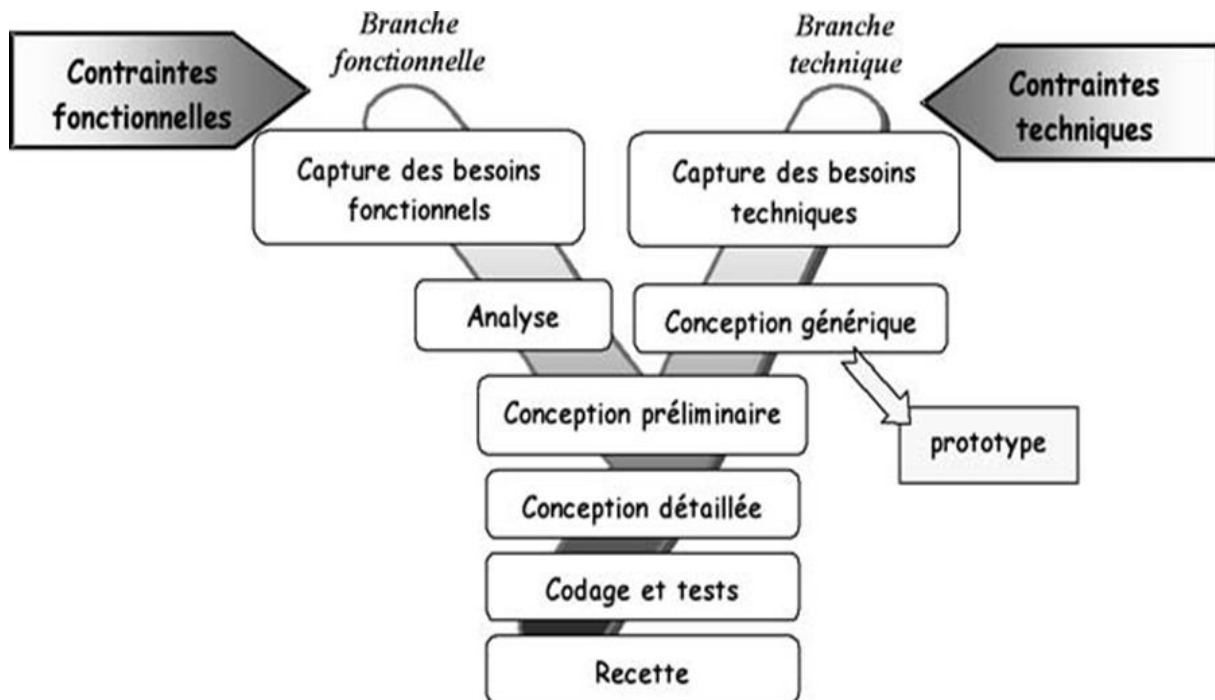 Branche
fonctionnelle
Branche
technique
Contraintes
fonctionnelles
Contraintes
techniques
Capture des besoins
fonctionnels
Capture des besoins
techniques
Analyse
Conception générique
Conception préliminaire
prototype
Conception détaillée
Codage et tests
Recette